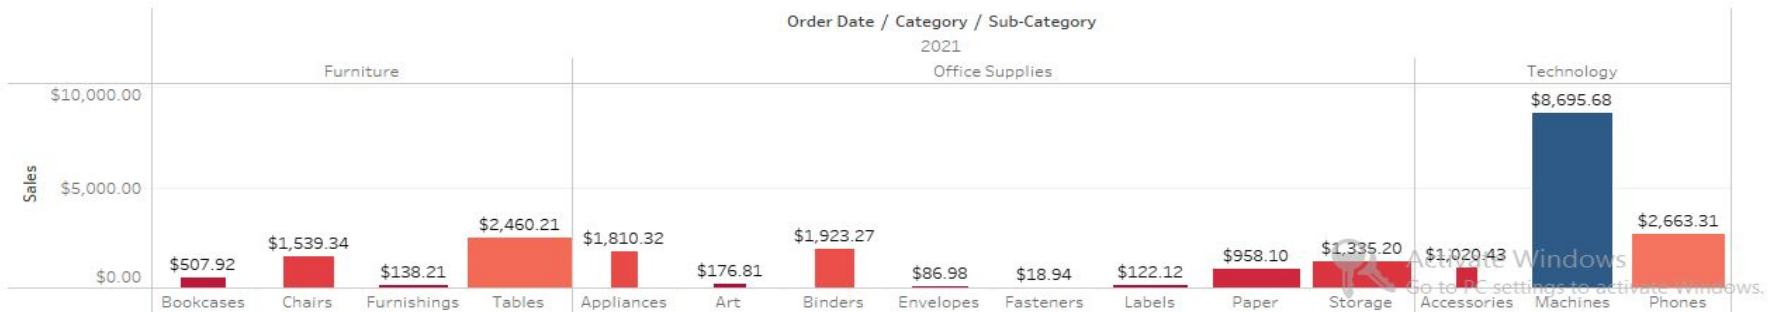 Order Date / Category / Sub-Category
2021
Furniture Office Supplies Technology
$10,000.00
$5,000.00
$0.00
Sales
$507.92 $1,539.34 $138.21 $2,460.21 $1,810.32 $176.81 $1,923.27 $86.98 $18.94 $122.12 $958.10 $1,335.20 $1,020.43 $8,695.68 $2,663.31
Activate Windows
Go to PC settings to activate Windows.
Bookcases Chairs Furnishings Tables Appliances Art Binders Envelopes Fasteners Labels Paper Storage Accessories Machines Phones